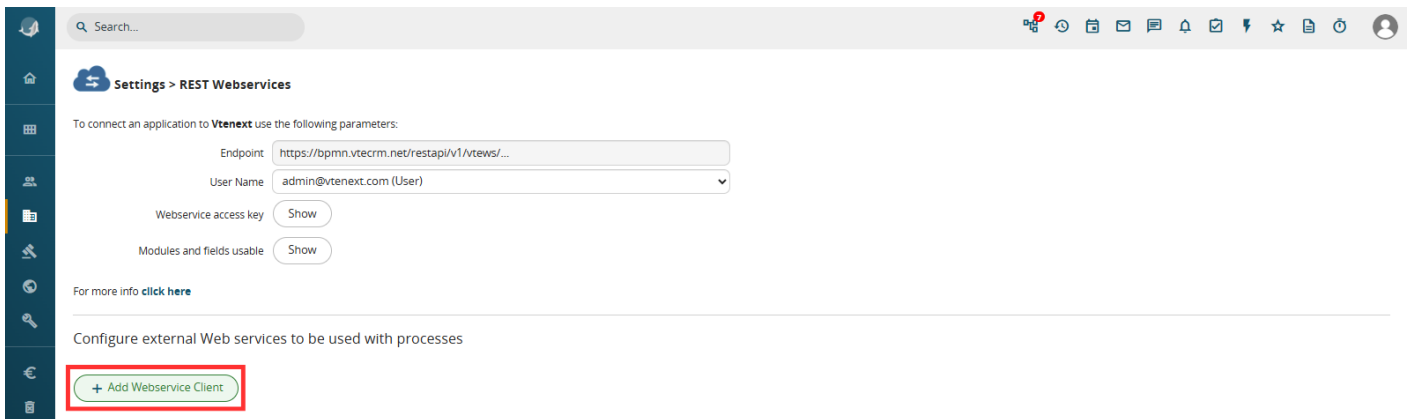 Search...
7
Settings > REST Webservices
To connect an application to Vtenext use the following parameters:
Endpoint https://bpmn.vtecrm.net/restapi/v1/vtews/...
User Name admin@vtenext.com (User)
Webservice access key Show
Modules and fields usable Show
For more info click here
Configure external Web services to be used with processes
+ Add Webservice Client